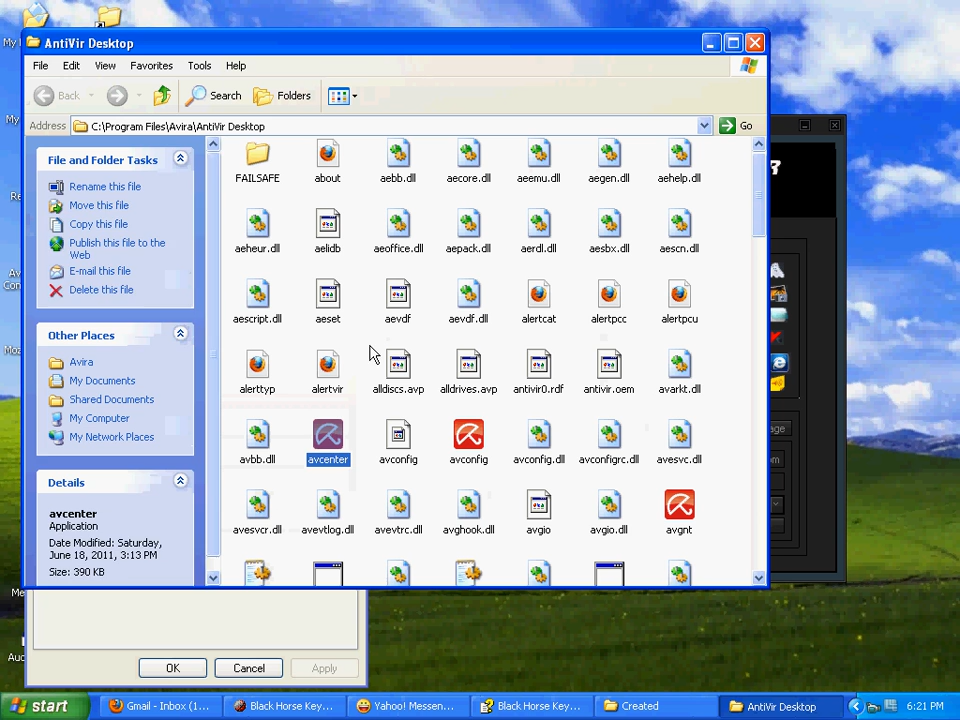 AntiVir Desktop
File Edit View Favorites Tools Help
Back Search Folders
Address C:\Program Files\Avira\AntiVir Desktop Go
File and Folder Tasks
Rename this file
Move this file
Copy this file
Publish this file to the
Web
E-mail this file
Delete this file
Other Places
Avira
My Documents
Shared Documents
My Computer
My Network Places
Details
avcenter
Application
Date Modified: Saturday,
June 18, 2011, 3:13 PM
Size: 390 KB
FAILSAFE about aebb.dll aecore.dll aeemu.dll aegen.dll aehelp.dll
aeheur.dll aelidb aeoffice.dll aepack.dll aerdl.dll aesbx.dll aescn.dll
aescript.dll aeset aevdf aevdf.dll alertcat alertpcc alertpcu
alerttyp alertvir alldiscs.avp alldrives.avp antivir0.rdf antivir.oem avarkt.dll
avbb.dll avcenter avconfig avconfig avconfig.dll avconfigrc.dll avesvc.dll
avesvcr.dll avevtlog.dll avevtrc.dll avghook.dll avgio avgio.dll avgnt
OK Cancel Apply
start Gmail - Inbox (1... Black Horse Key... Yahoo! Messen... Black Horse Key... Created AntiVir Desktop 6:21 PM